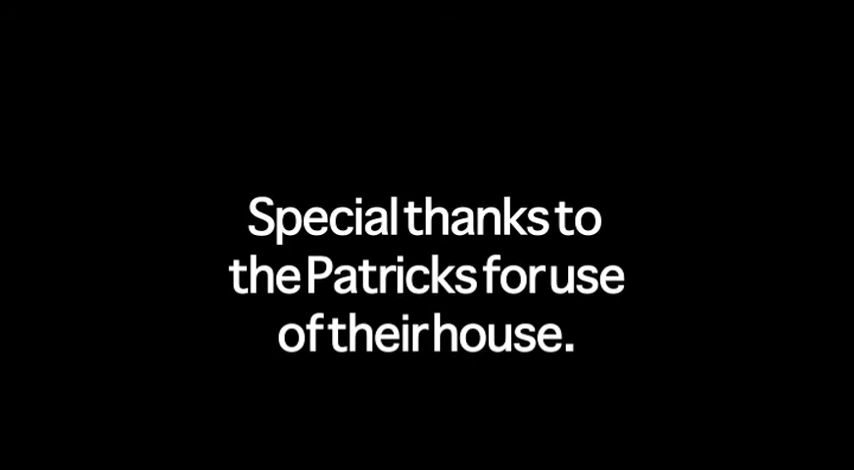 Special thanks to
the Patricks for use
of their house.